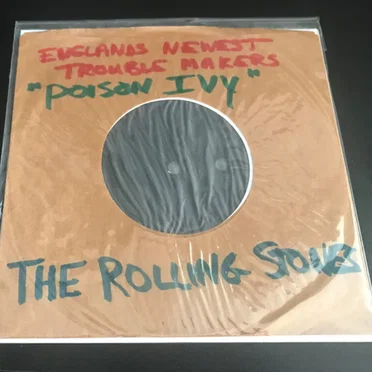 ENGLANDS NEWEST
TROUBLE MAKERS
"POISON IVY"
THE ROLLING STONES